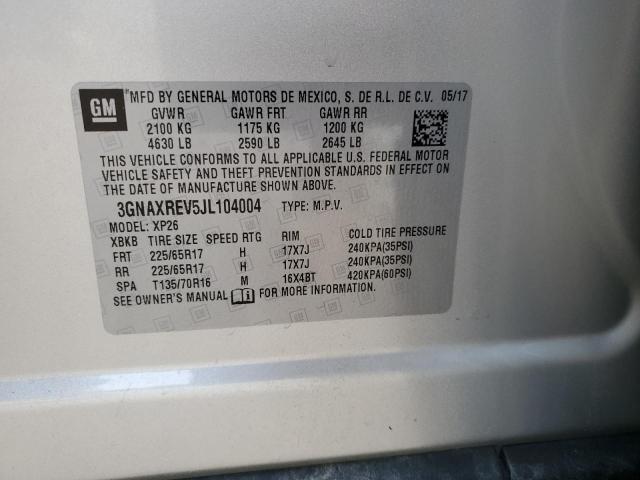 GM
MFD BY GENERAL MOTORS DE MEXICO, S. DE R.L. DE C.V. 05/17
GVWR GAWR FRT GAWR RR
2100 KG 1175 KG 1200 KG
4630 LB 2590 LB 2645 LB
THIS VEHICLE CONFORMS TO ALL APPLICABLE U.S. FEDERAL MOTOR
VEHICLE SAFETY AND THEFT PREVENTION STANDARDS IN EFFECT ON
THE DATE OF MANUFACTURE SHOWN ABOVE.
3GNAXREV5JL104004 TYPE: M.P.V.
MODEL: XP26
XBKB TIRE SIZE SPEED RTG RIM COLD TIRE PRESSURE
FRT 225/65R17 H 17X7J 240KPA(35PSI)
RR 225/65R17 H 17X7J 240KPA(35PSI)
SPA T135/70R16 M 16X4BT 420KPA(60PSI)
SEE OWNER'S MANUAL FOR ADDITIONAL INFORMATION